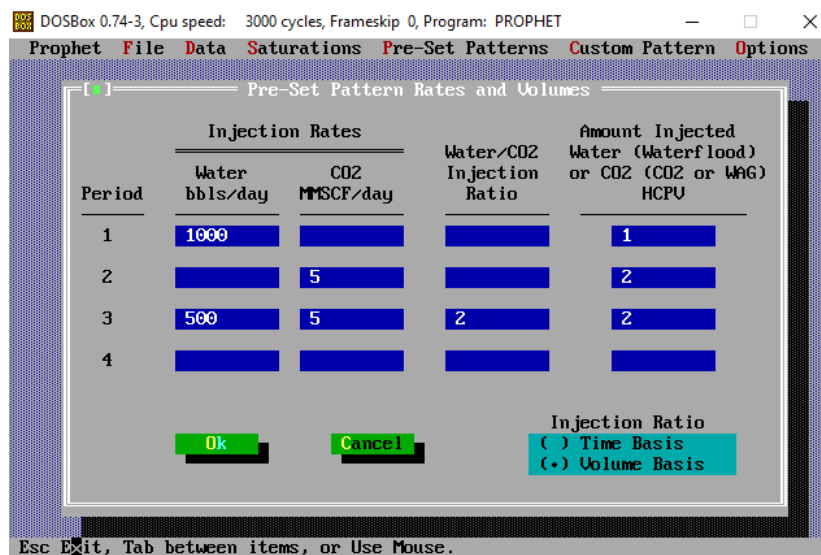 DOSBox 0.74-3, Cpu speed: 3000 cycles, Frameskip 0, Program: PROPHET
Prophet File Data Saturations Pre-Set Patterns Custom Pattern Options
Pre-Set Pattern Rates and Volumes
Injection Rates Amount Injected
Water/CO2 Water (Waterflood)
Water CO2 Injection or CO2 (CO2 or WAG)
Period bbls/day MMSCF/day Ratio HCPV
1 1000 1
2 5 2
3 500 5 2 2
4
Injection Ratio
Ok Cancel ( ) Time Basis
(•) Volume Basis
Esc Exit, Tab between items, or Use Mouse.